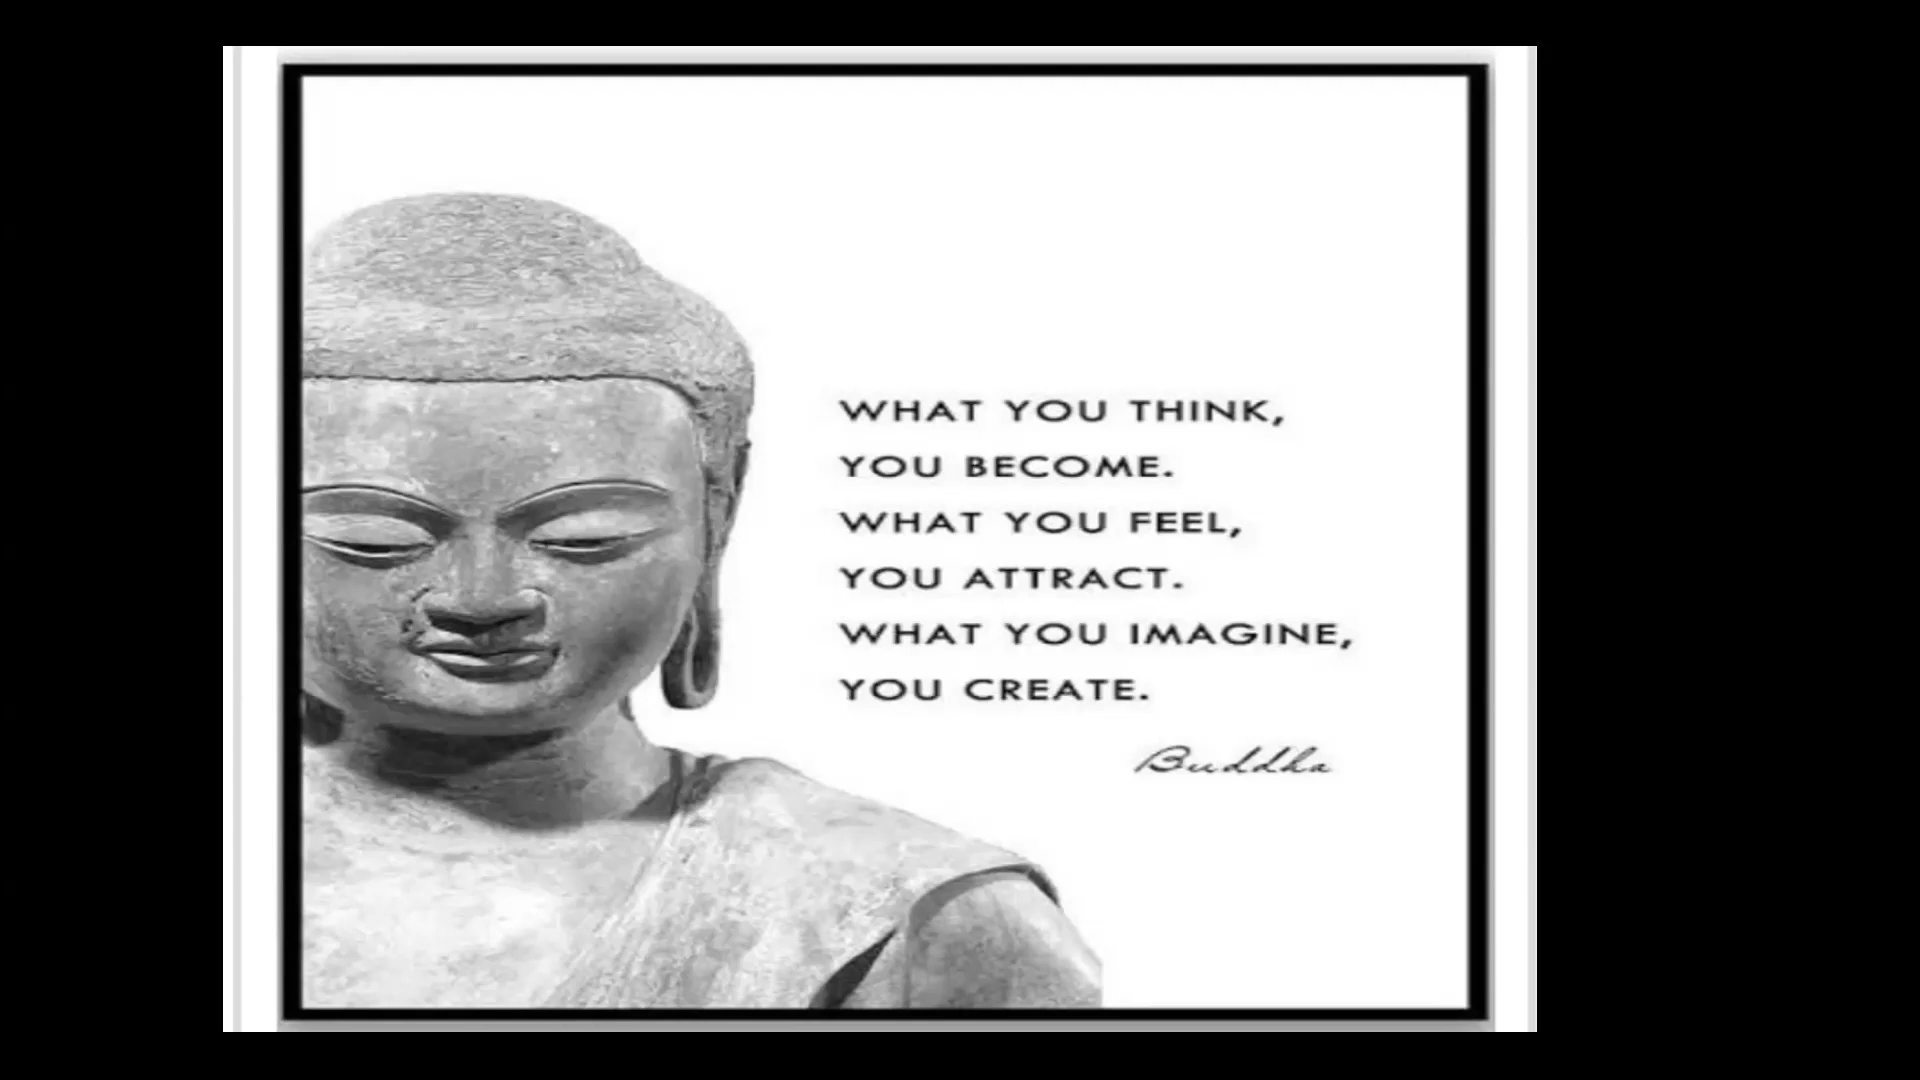 WHAT YOU THINK,
YOU BECOME.
WHAT YOU FEEL,
YOU ATTRACT.
WHAT YOU IMAGINE,
YOU CREATE.
Buddha